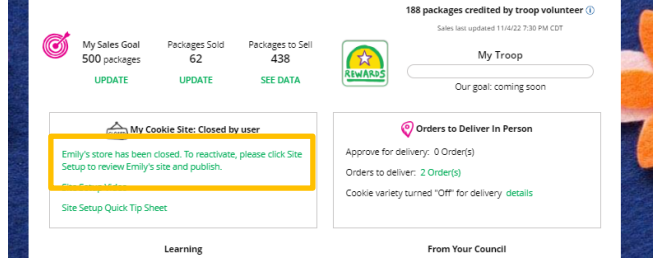 188 packages credited by troop volunteer ⓘ
Sales last updated 11/4/22 7:30 PM CDT
My Sales Goal
500 packages
UPDATE
Packages Sold
62
UPDATE
Packages to Sell
438
SEE DATA
REWARDS
My Troop
Our goal: coming soon
My Cookie Site: Closed by user
Emily's store has been closed. To reactivate, please click Site
Setup to review Emily's site and publish.
Site Setup Quick Tip Sheet
Orders to Deliver In Person
Approve for delivery: 0 Order(s)
Orders to deliver: 2 Order(s)
Cookie variety turned "Off" for delivery details
Learning
From Your Council